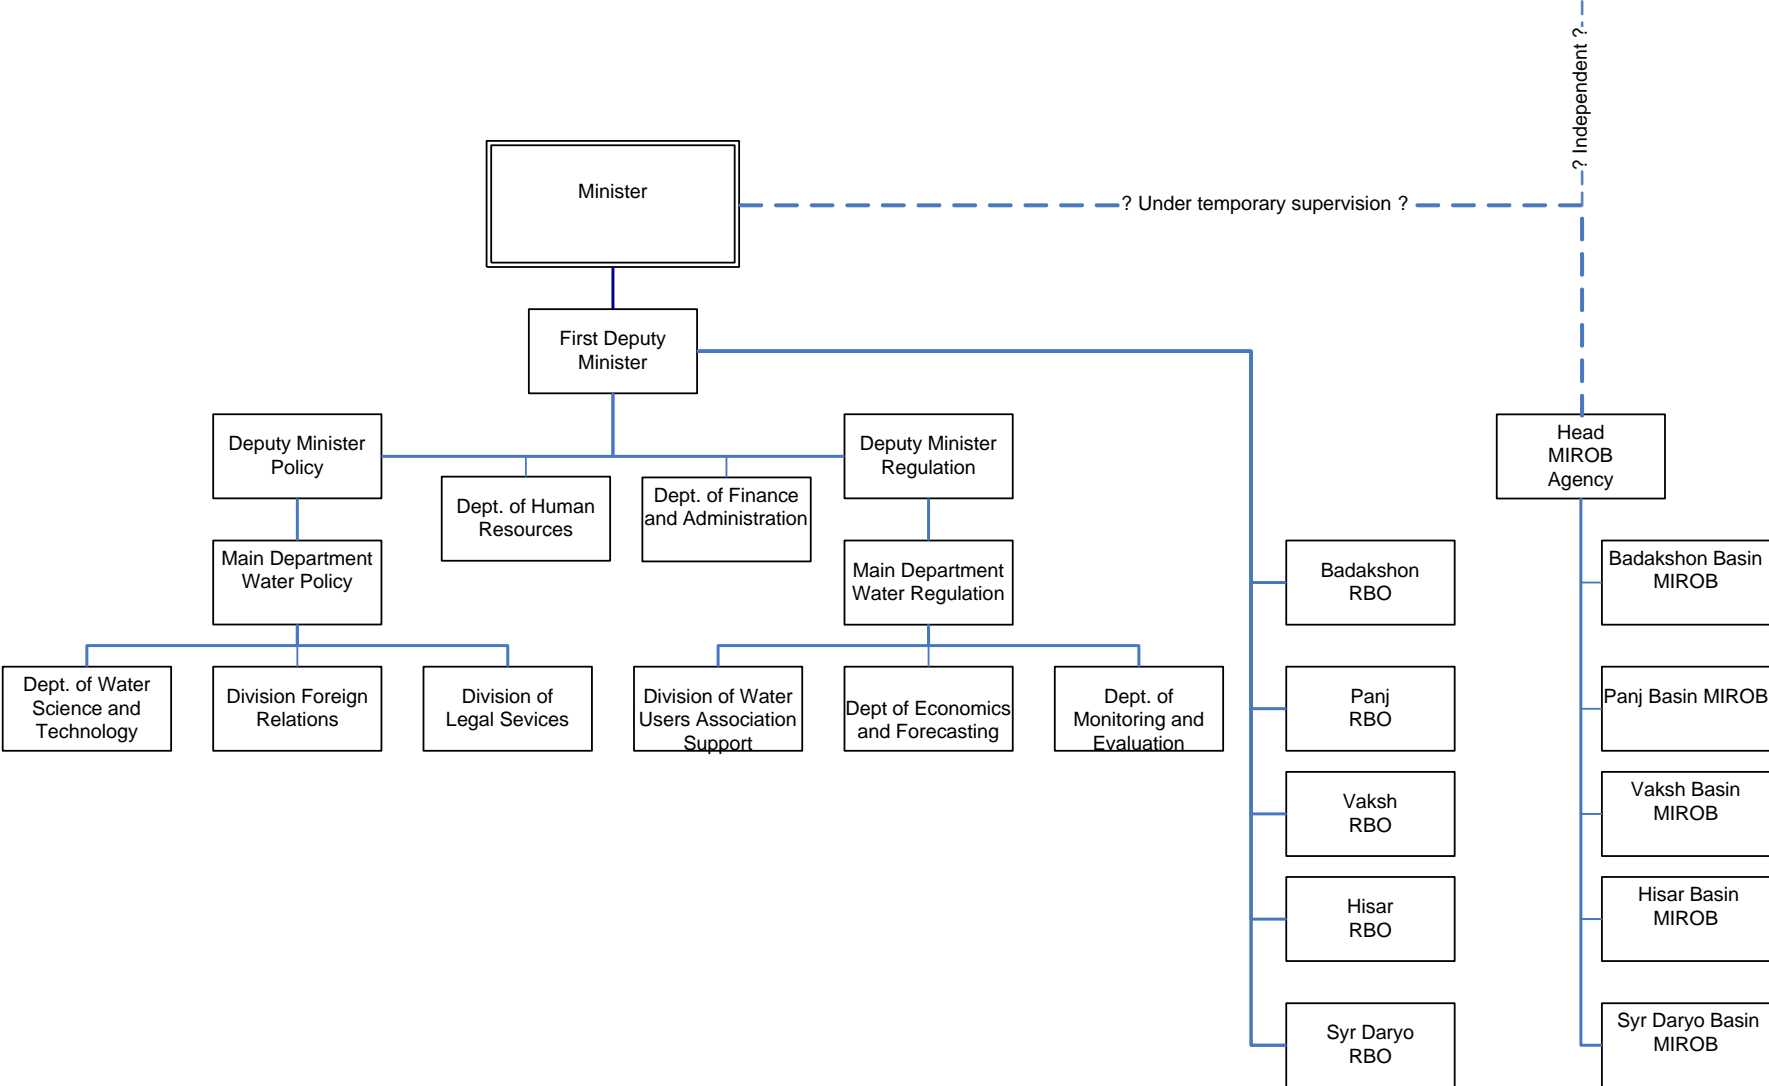 ? Independent ?
Minister
? Under temporary supervision ?
First Deputy
Minister
Deputy Minister
Policy
Dept. of Human
Resources
Dept. of Finance
and Administration
Deputy Minister
Regulation
Head
MIROB
Agency
Main Department
Water Policy
Main Department
Water Regulation
Dept. of Water
Science and
Technology
Division Foreign
Relations
Division of
Legal Sevices
Division of Water
Users Association
Support
Dept of Economics
and Forecasting
Dept. of
Monitoring and
Evaluation
Badakshon
RBO
Panj
RBO
Vaksh
RBO
Hisar
RBO
Syr Daryo
RBO
Badakshon Basin
MIROB
Panj Basin MIROB
Vaksh Basin
MIROB
Hisar Basin
MIROB
Syr Daryo Basin
MIROB